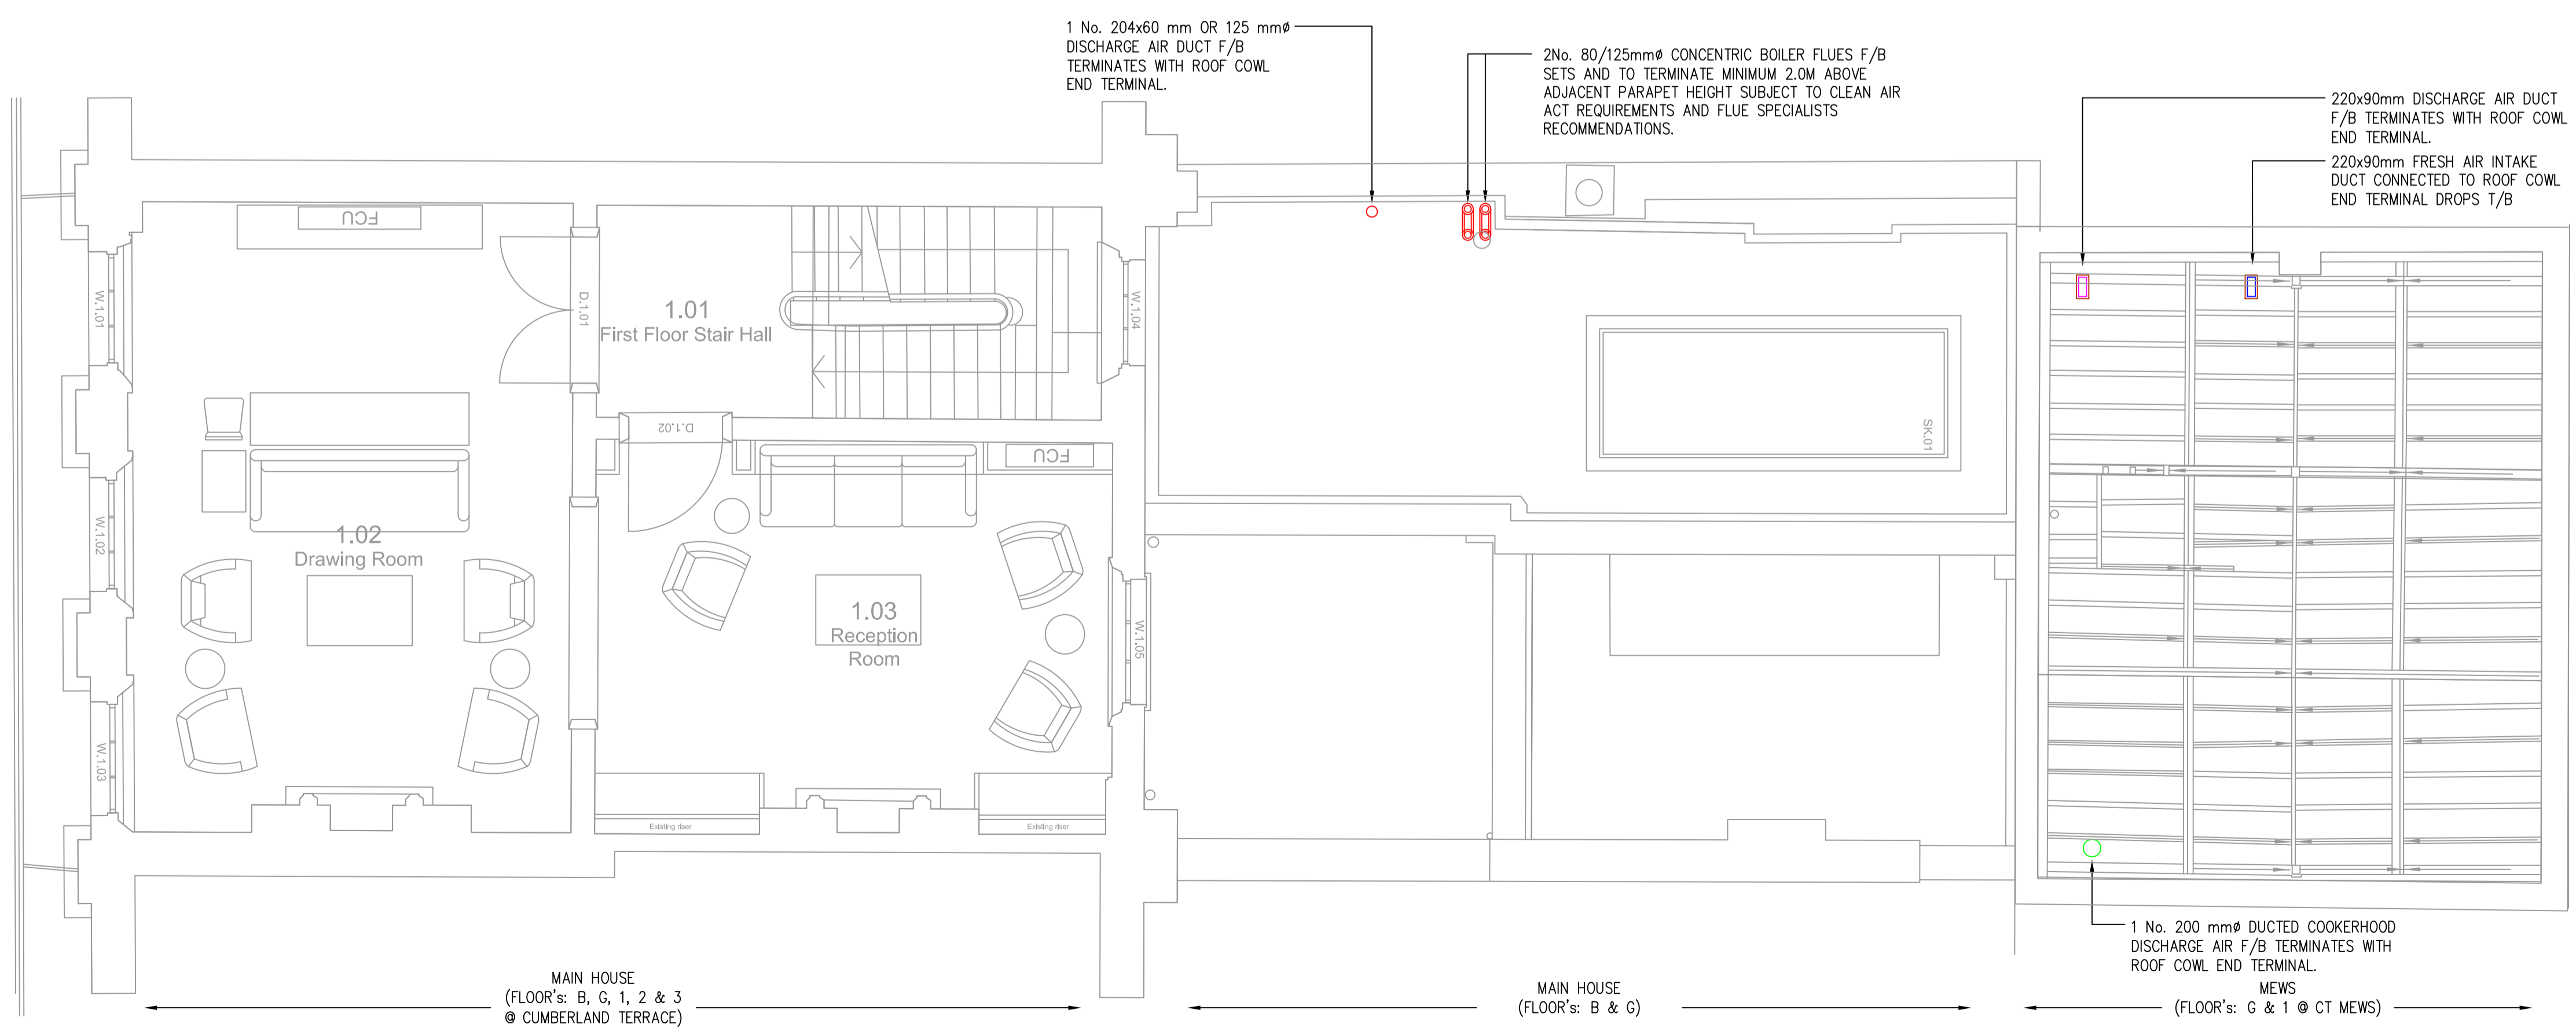 1 No. 204x60 mm OR 125 mmø
DISCHARGE AIR DUCT F/B
TERMINATES WITH ROOF COWL
END TERMINAL.
2No. 80/125mmø CONCENTRIC BOILER FLUES F/B
SETS AND TO TERMINATE MINIMUM 2.0M ABOVE
ADJACENT PARAPET HEIGHT SUBJECT TO CLEAN AIR
ACT REQUIREMENTS AND FLUE SPECIALISTS
RECOMMENDATIONS.
220x90mm DISCHARGE AIR DUCT
F/B TERMINATES WITH ROOF COWL
END TERMINAL.
220x90mm FRESH AIR INTAKE
DUCT CONNECTED TO ROOF COWL
END TERMINAL DROPS T/B
FCU
W.1.01
D.1.01
1.01
First Floor Stair Hall
W.1.04
D.1.02
FCU
SK.01
W.1.02
1.02
Drawing Room
1.03
Reception
Room
W.1.05
W.1.03
Existing riser
Existing riser
1 No. 200 mmø DUCTED COOKERHOOD
DISCHARGE AIR F/B TERMINATES WITH
ROOF COWL END TERMINAL.
MAIN HOUSE
(FLOOR's: B, G, 1, 2 & 3
@ CUMBERLAND TERRACE)
MAIN HOUSE
(FLOOR's: B & G)
MEWS
(FLOOR's: G & 1 @ CT MEWS)